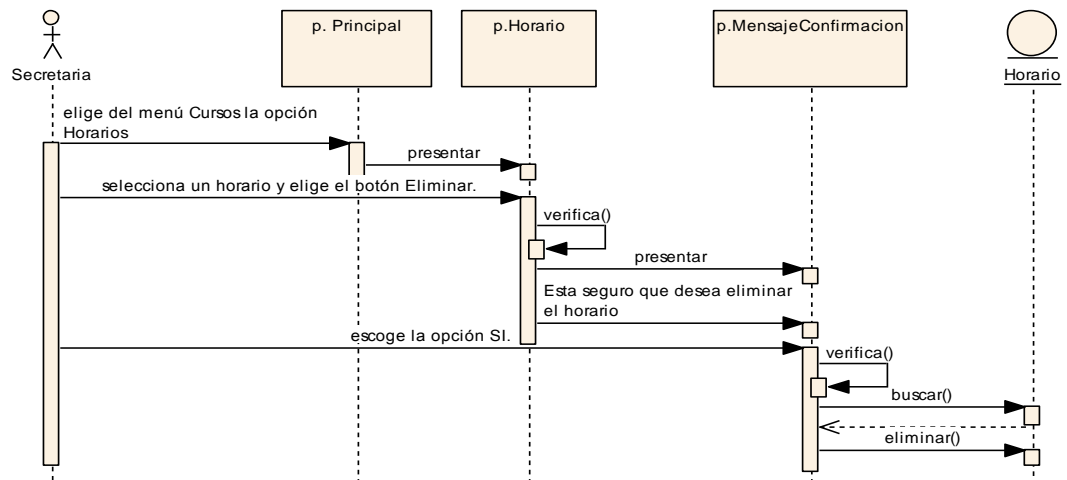 p. Principal
p.Horario
p.MensajeConfirmacion
Secretaria
Horario
elige del menú Cursos la opción
Horarios
presentar
selecciona un horario y elige el botón Eliminar.
verifica()
presentar
Esta seguro que desea eliminar
el horario
escoge la opción SI.
verifica()
buscar()
eliminar()